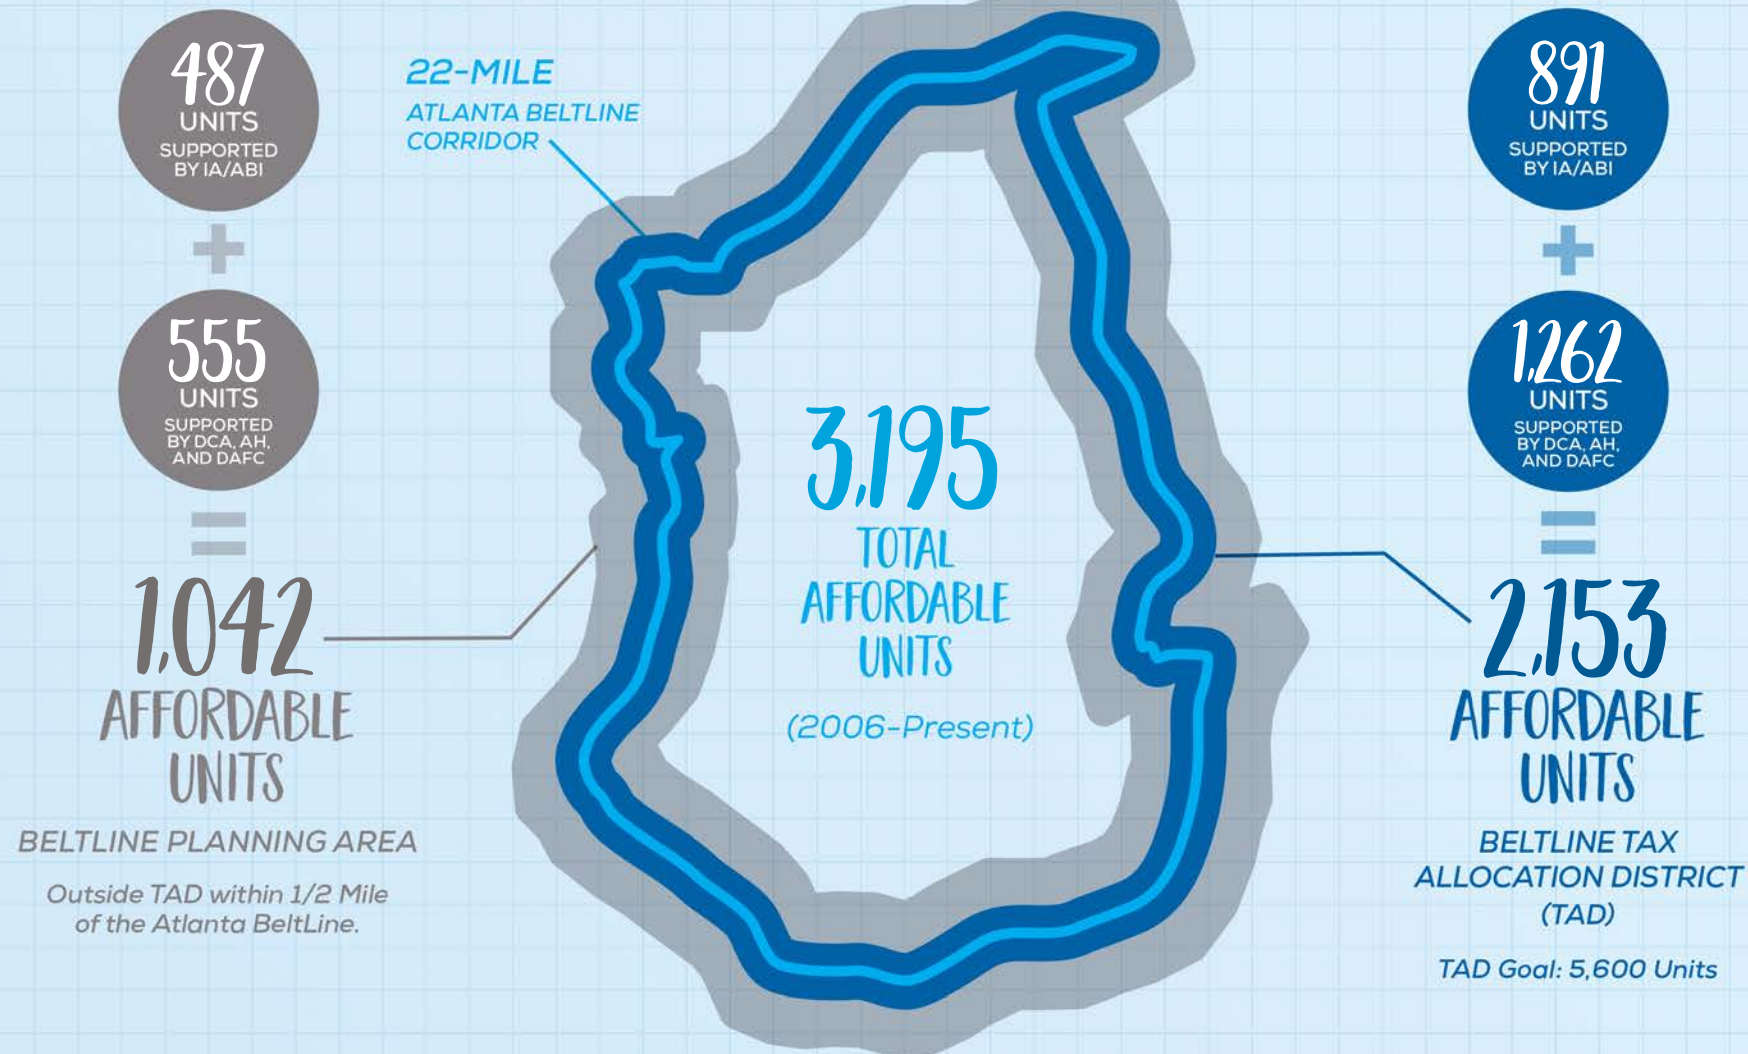 487
UNITS
SUPPORTED
BY IA/ABI
+
555
UNITS
SUPPORTED
BY DCA, AH,
AND DAFC
=
1,042
AFFORDABLE
UNITS
BELTLINE PLANNING AREA
Outside TAD within 1/2 Mile
of the Atlanta BeltLine.
22-MILE
ATLANTA BELTLINE
CORRIDOR
3,195
TOTAL
AFFORDABLE
UNITS
(2006-Present)
891
UNITS
SUPPORTED
BY IA/ABI
+
1,262
UNITS
SUPPORTED
BY DCA, AH,
AND DAFC
=
2,153
AFFORDABLE
UNITS
BELTLINE TAX
ALLOCATION DISTRICT
(TAD)
TAD Goal: 5,600 Units